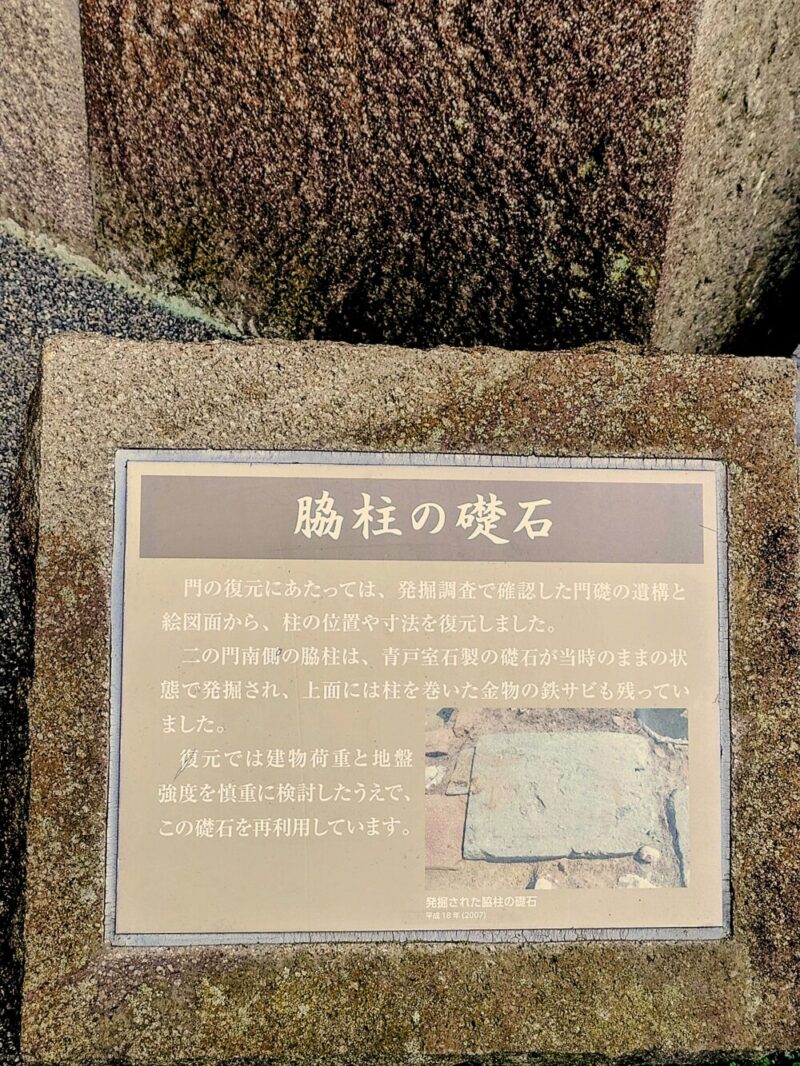 脇柱の礎石
門の復元にあたっては、発掘調査で確認した門礎の遺構と
絵図面から、柱の位置や寸法を復元しました。
二の門南側の脇柱は、青戸室石製の礎石が当時のままの状
態で発掘され、上面には柱を巻いた金物の鉄サビも残ってい
ました。
復元では建物荷重と地盤
強度を慎重に検討したうえで、
この礎石を再利用しています。
発掘された脇柱の礎石
平成18年(2007)